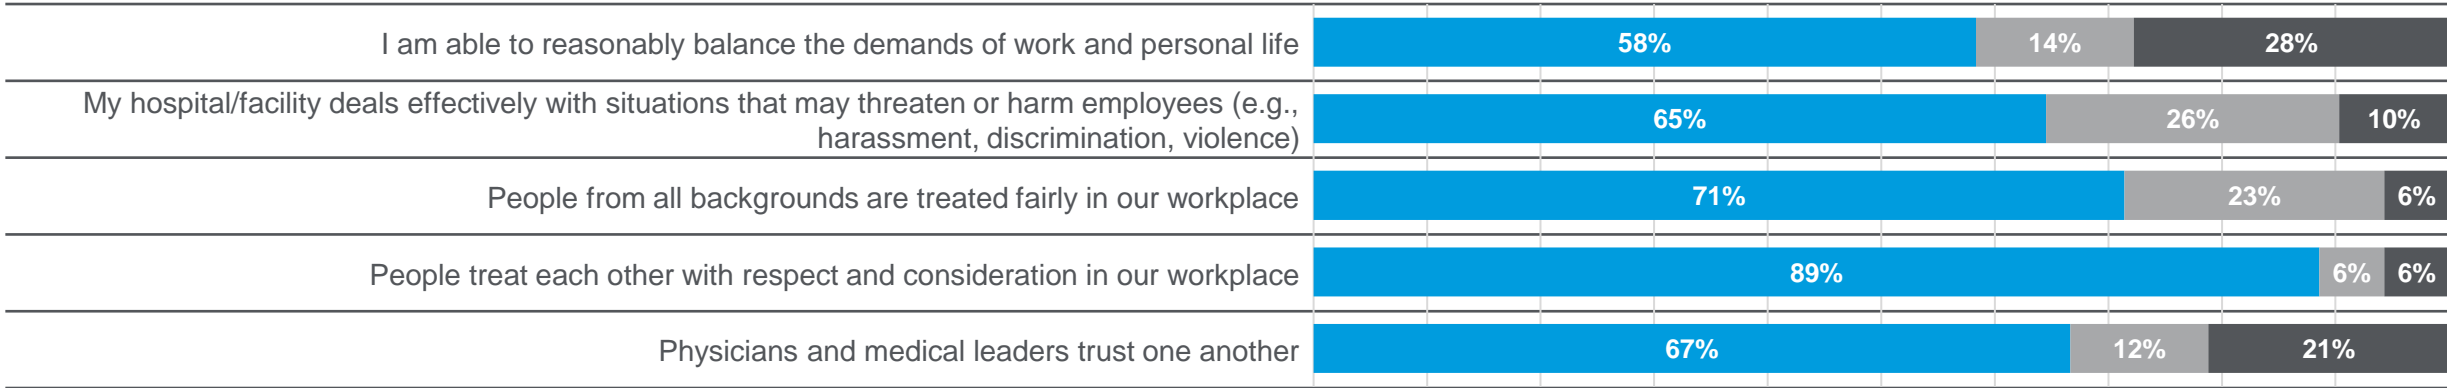 I am able to reasonably balance the demands of work and personal life 58% 14% 28%
My hospital/facility deals effectively with situations that may threaten or harm employees (e.g.,
harassment, discrimination, violence) 65% 26% 10%
People from all backgrounds are treated fairly in our workplace 71% 23% 6%
People treat each other with respect and consideration in our workplace 89% 6% 6%
Physicians and medical leaders trust one another 67% 12% 21%